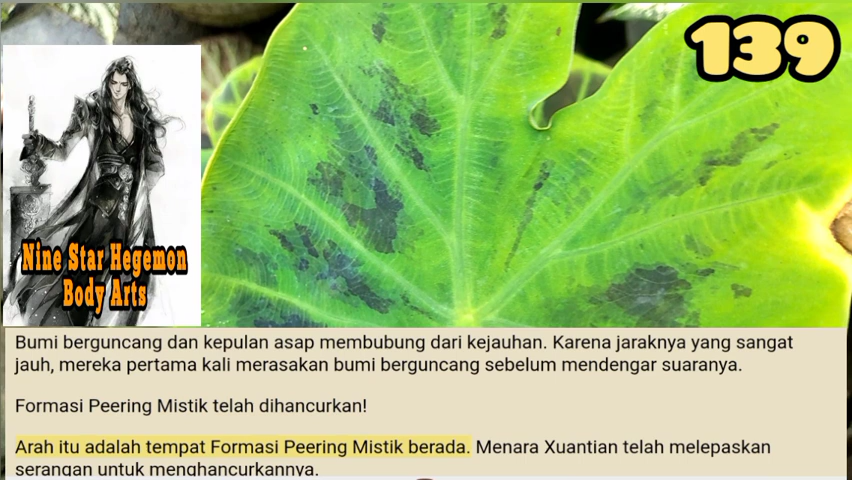 139
Nine Star Hegemon
Body Arts
Bumi berguncang dan kepulan asap membubung dari kejauhan. Karena jaraknya yang sangat
jauh, mereka pertama kali merasakan bumi berguncang sebelum mendengar suaranya.
Formasi Peering Mistik telah dihancurkan!
Arah itu adalah tempat Formasi Peering Mistik berada. Menara Xuantian telah melepaskan
serangan untuk menghancurkannya.